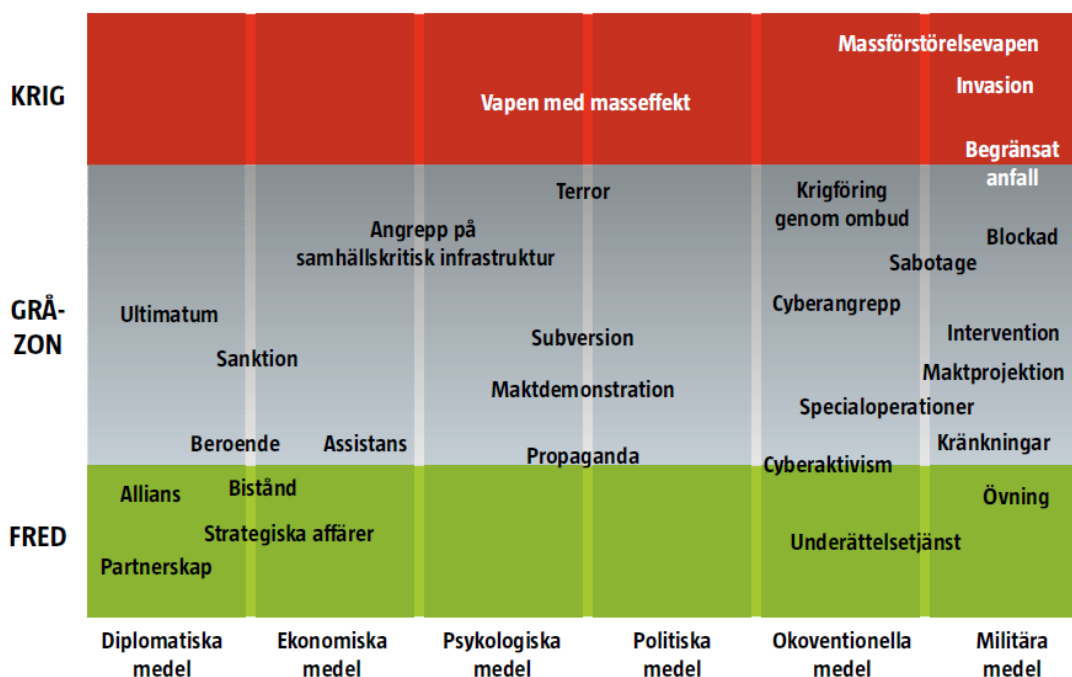 Massförstörelsevapen
KRIG
Invasion
Vapen med masseffekt
Begränsat
anfall
Terror
Krigföring
genom ombud
Angrepp på
samhällskritisk infrastruktur
Blockad
Sabotage
GRÅ-
ZON
Ultimatum
Cyberangrepp
Subversion
Intervention
Sanktion
Maktprojektion
Maktdemonstration
Specialoperationer
Beroende
Assistans
Kränkningar
Propaganda
Cyberaktivism
FRED
Allians
Bistånd
Övning
Strategiska affärer
Underättelsetjänst
Partnerskap
Diplomatiska
medel
Ekonomiska
medel
Psykologiska
medel
Politiska
medel
Okoventionella
medel
Militära
medel